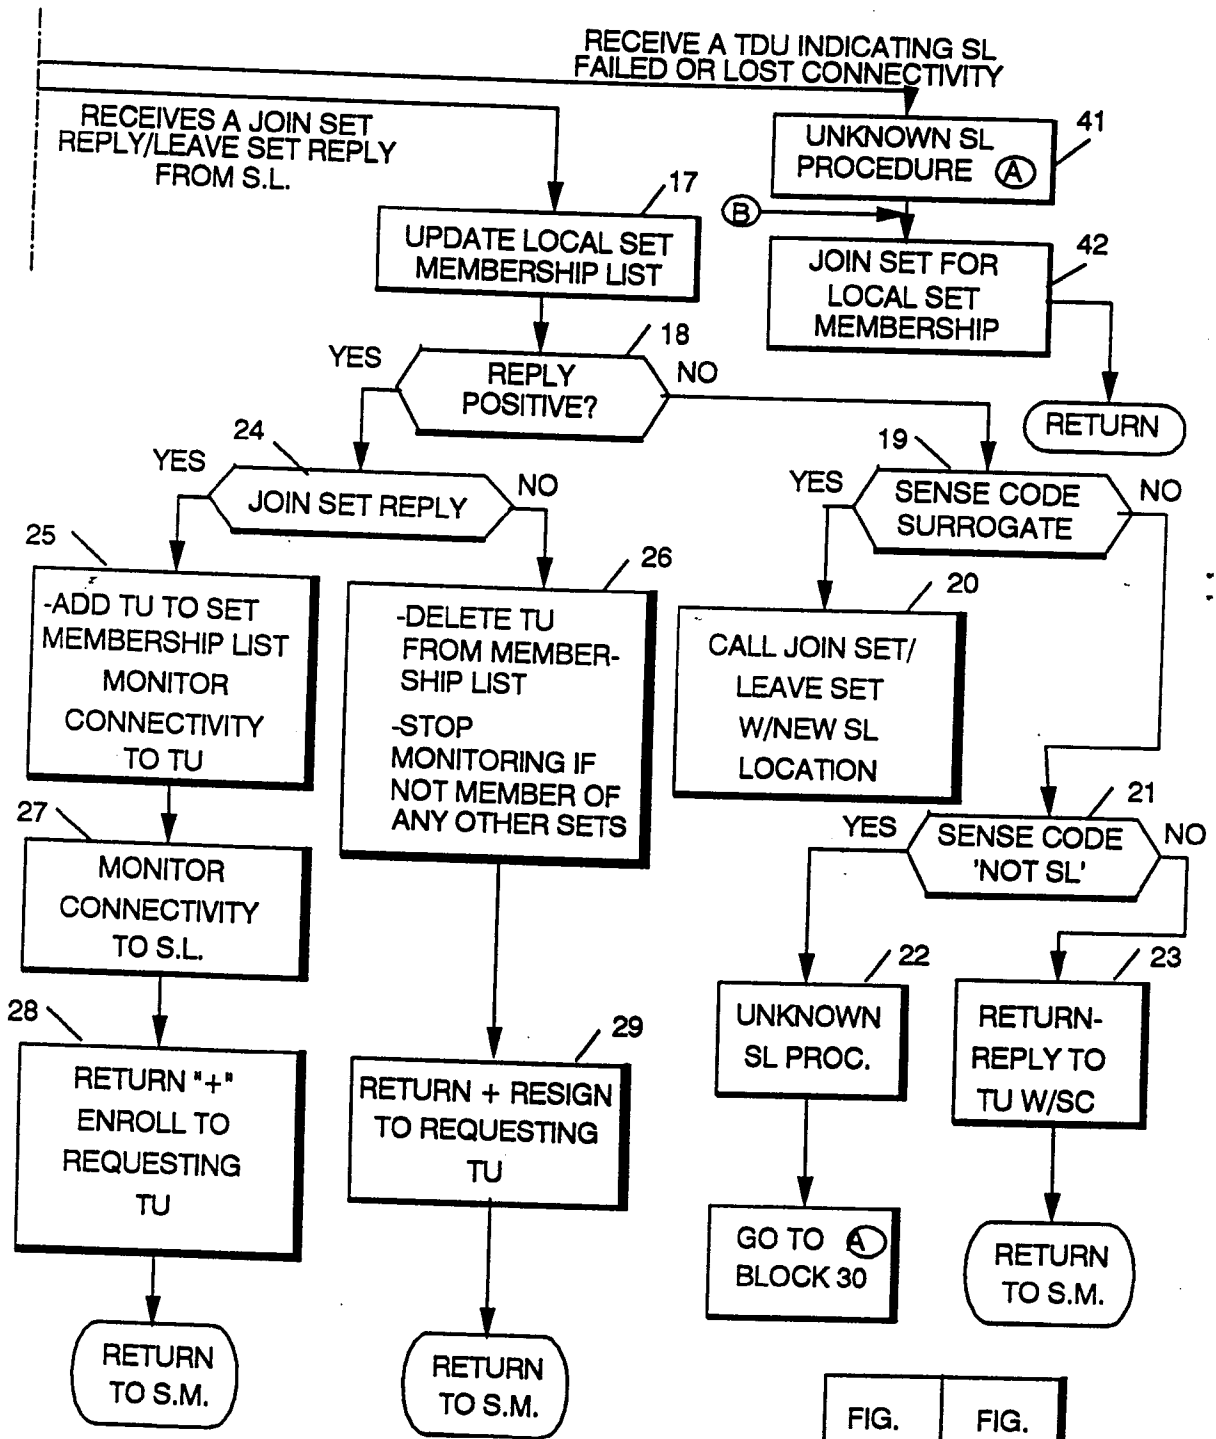 RECEIVE A TDU INDICATING SL
FAILED OR LOST CONNECTIVITY
RECEIVES A JOIN SET
REPLY/LEAVE SET REPLY
FROM S.L.
41
UNKNOWN SL
PROCEDURE A
17
B
UPDATE LOCAL SET
MEMBERSHIP LIST
42
JOIN SET FOR
LOCAL SET
MEMBERSHIP
18
YES
REPLY
POSITIVE?
NO
RETURN
24
YES
JOIN SET REPLY
NO
19
YES
SENSE CODE
SURROGATE
NO
25
-ADD TU TO SET
MEMBERSHIP LIST
MONITOR
CONNECTIVITY
TO TU
26
-DELETE TU
FROM MEMBER-
SHIP LIST
-STOP
MONITORING IF
NOT MEMBER OF
ANY OTHER SETS
20
CALL JOIN SET/
LEAVE SET
W/NEW SL
LOCATION
21
YES
SENSE CODE
'NOT SL'
NO
27
MONITOR
CONNECTIVITY
TO S.L.
22
UNKNOWN
SL PROC.
23
RETURN-
REPLY TO
TU W/SC
28
RETURN "+"
ENROLL TO
REQUESTING
TU
29
RETURN + RESIGN
TO REQUESTING
TU
GO TO A
BLOCK 30
RETURN
TO S.M.
RETURN
TO S.M.
RETURN
TO S.M.
FIG. FIG.